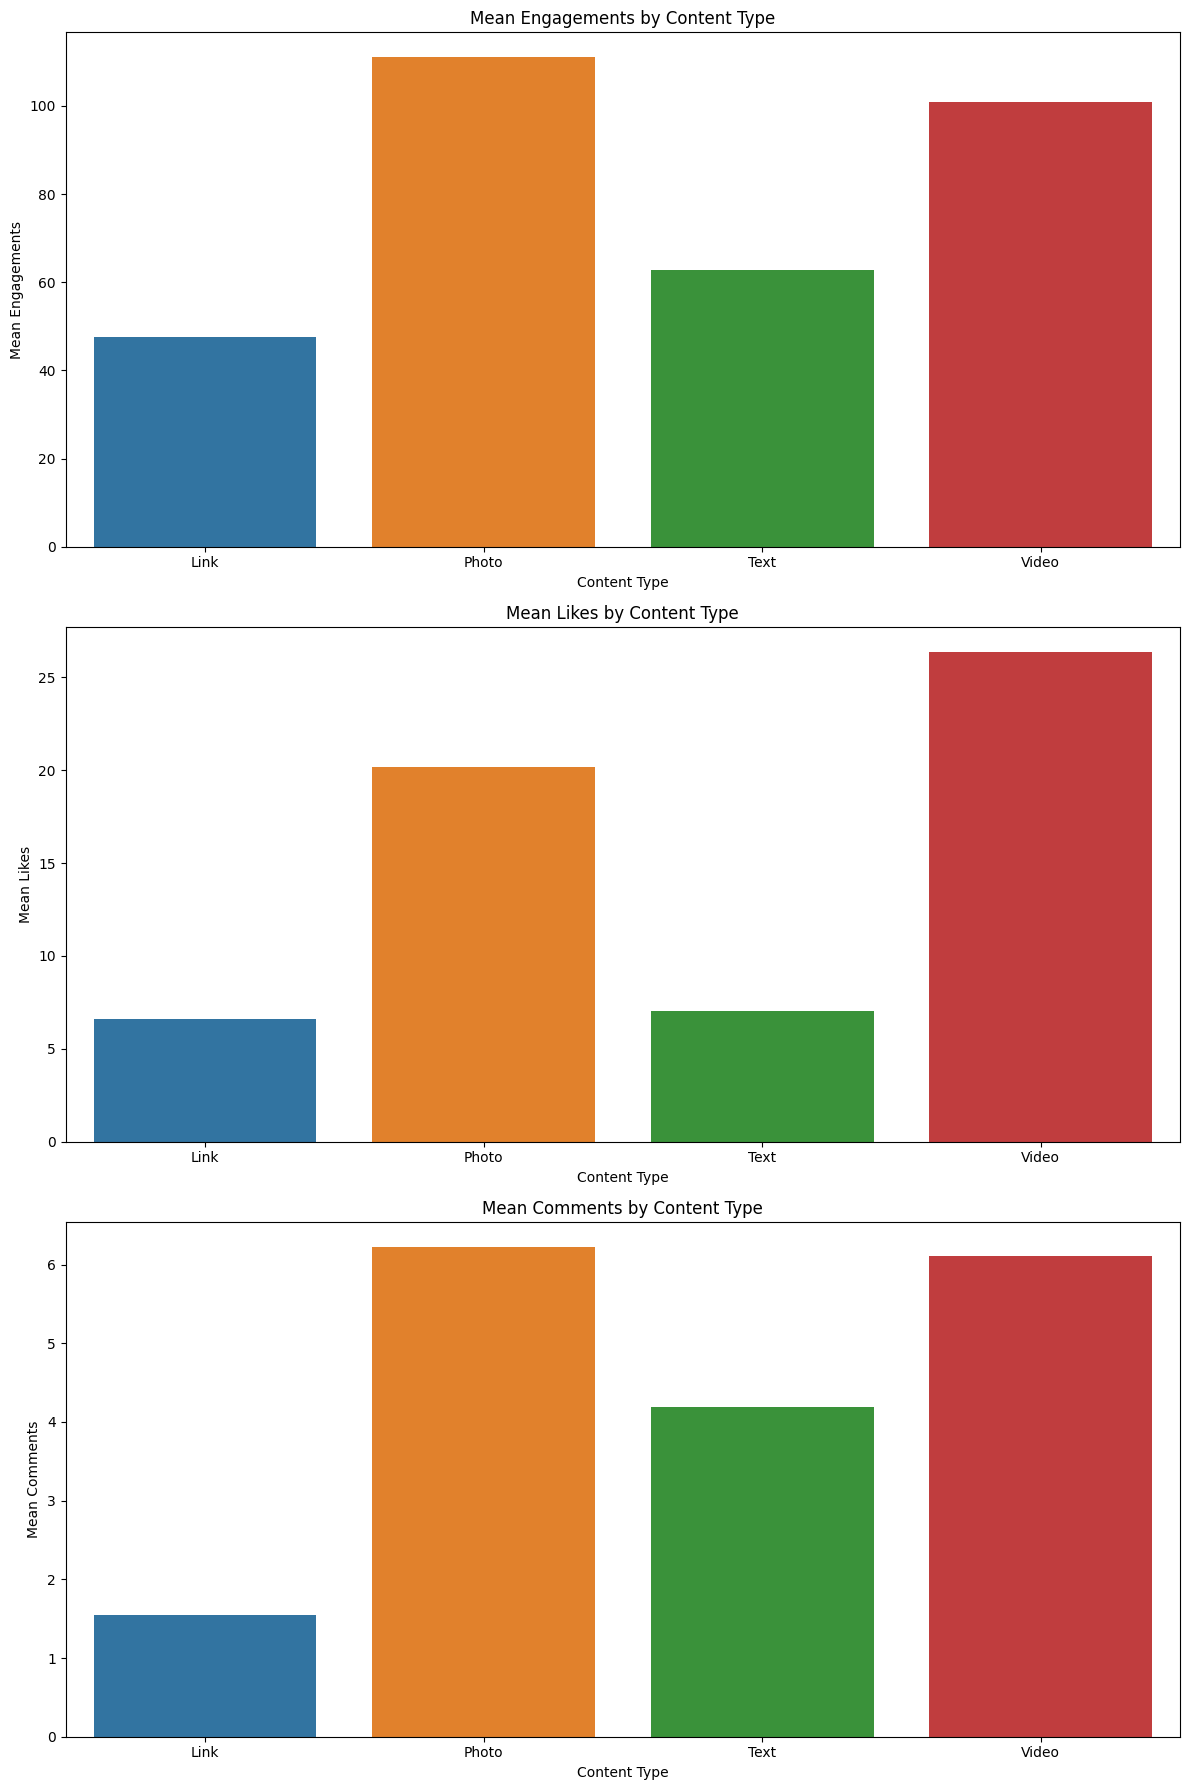 Mean Engagements by Content Type
100
80
60
40
20
0
Mean Engagements
Link Photo Text Video
Content Type
Mean Likes by Content Type
25
20
15
10
5
0
Mean Likes
Link Photo Text Video
Content Type
Mean Comments by Content Type
6
5
4
3
2
1
0
Mean Comments
Link Photo Text Video
Content Type